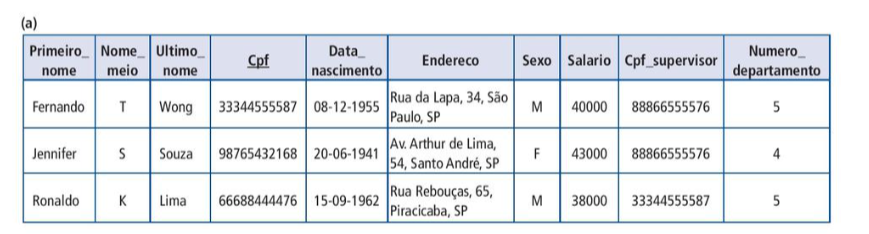 (a)
Primeiro_ nome Nome_ meio Ultimo_ nome Cpf Data_ nascimento Endereco Sexo Salario Cpf_supervisor Numero_ departamento
Fernando T Wong 33344555587 08-12-1955 Rua da Lapa, 34, São Paulo, SP M 40000 88866555576 5
Jennifer S Souza 98765432168 20-06-1941 Av. Arthur de Lima, 54, Santo André, SP F 43000 88866555576 4
Ronaldo K Lima 66688444476 15-09-1962 Rua Rebouças, 65, Piracicaba, SP M 38000 33344555587 5